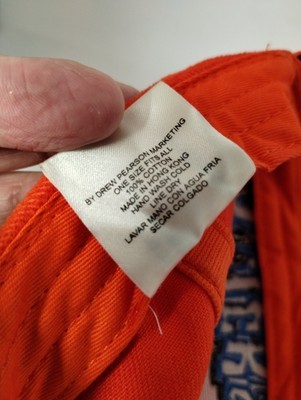 BY DREW PEARSON MARKETING
ONE SIZE FITS ALL
100% COTTON
MADE IN HONG KONG
HAND WASH COLD
LINE DRY
LAVAR MANO CON AGUA FRIA
SECAR COLGADO